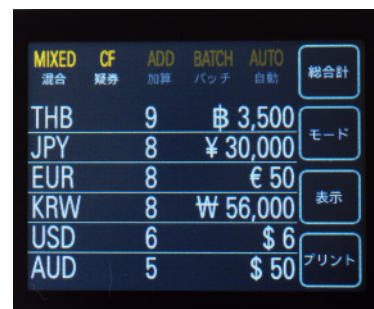 MIXED CF ADD BATCH AUTO
混合 疑券 加算 バッチ 自動
総合計
THB 9 ฿ 3,500
モード
JPY 8 ¥ 30,000
EUR 8 € 50
表示
KRW 8 ₩ 56,000
USD 6 $ 6
プリント
AUD 5 $ 50